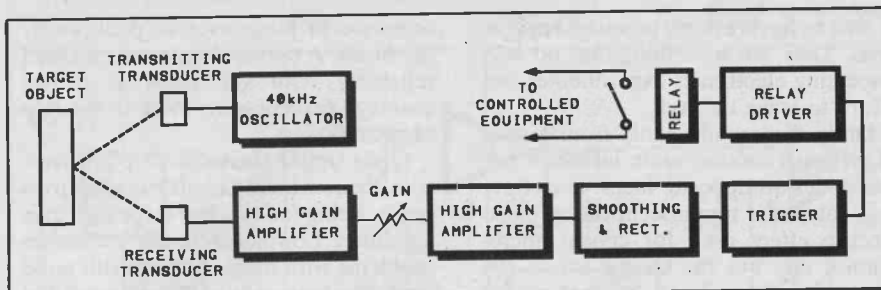 TARGET
OBJECT
TRANSMITTING
TRANSDUCER
40kHz
OSCILLATOR
TO
CONTROLLED
EQUIPMENT
RELAY
RELAY
DRIVER
RECEIVING
TRANSDUCER
HIGH GAIN
AMPLIFIER
GAIN
HIGH GAIN
AMPLIFIER
SMOOTHING
& RECT.
TRIGGER